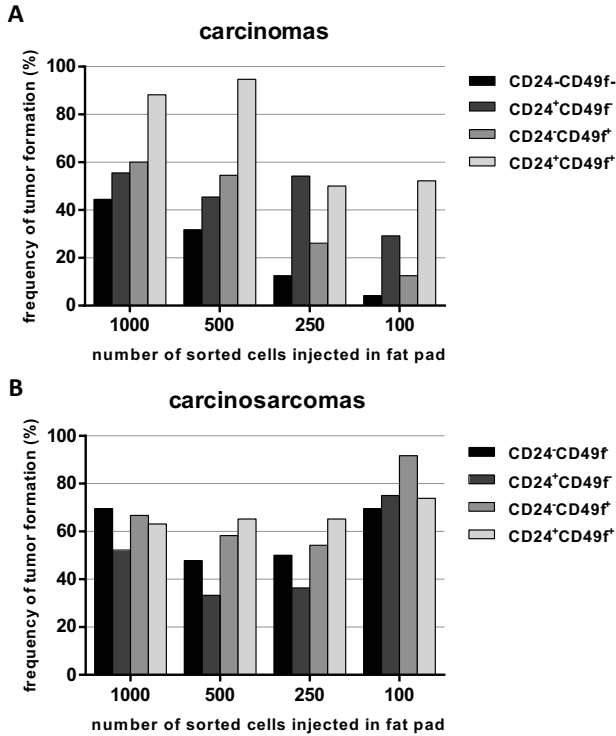 A
carcinomas
frequency of tumor formation (%)
100
80
60
40
20
0
1000 500 250 100
number of sorted cells injected in fat pad
CD24-CD49f-
CD24⁺CD49f⁻
CD24⁻CD49f⁺
CD24⁺CD49f⁺
B
carcinosarcomas
frequency of tumor formation (%)
100
80
60
40
20
0
1000 500 250 100
number of sorted cells injected in fat pad
CD24⁻CD49f⁻
CD24⁺CD49f⁻
CD24⁻CD49f⁺
CD24⁺CD49f⁺